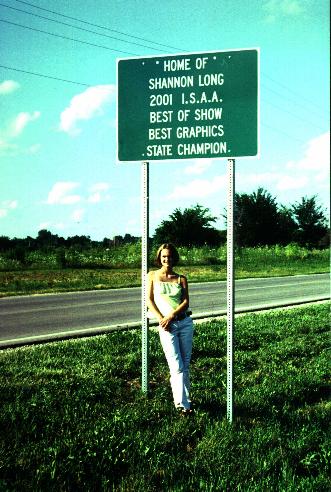 HOME OF
SHANNON LONG
2001 I.S.A.A.
BEST OF SHOW
BEST GRAPHICS
STATE CHAMPION.